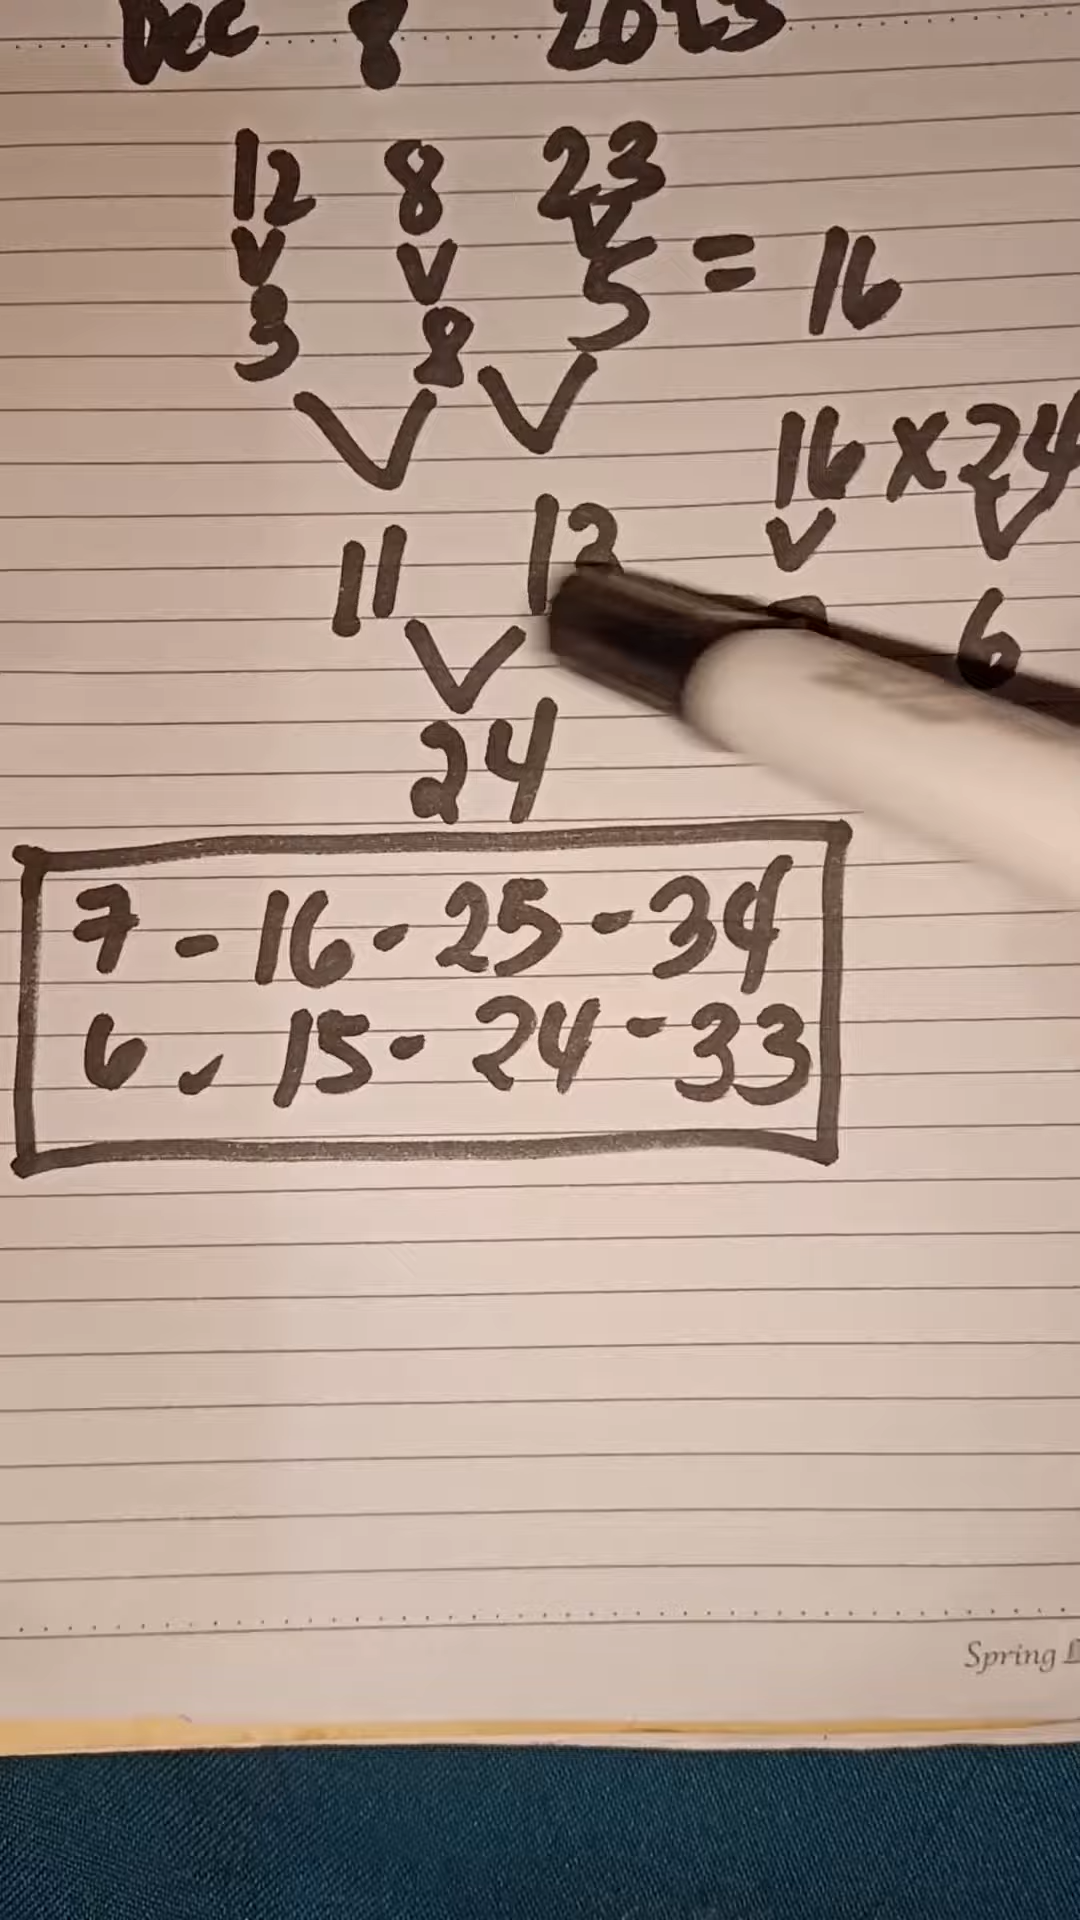 Dec 8 2023
12 8 23
v v v
3 8 5 = 16
16 x 24
11 13
6
24
7 - 16 - 25 - 34
6 - 15 - 24 - 33
Spring